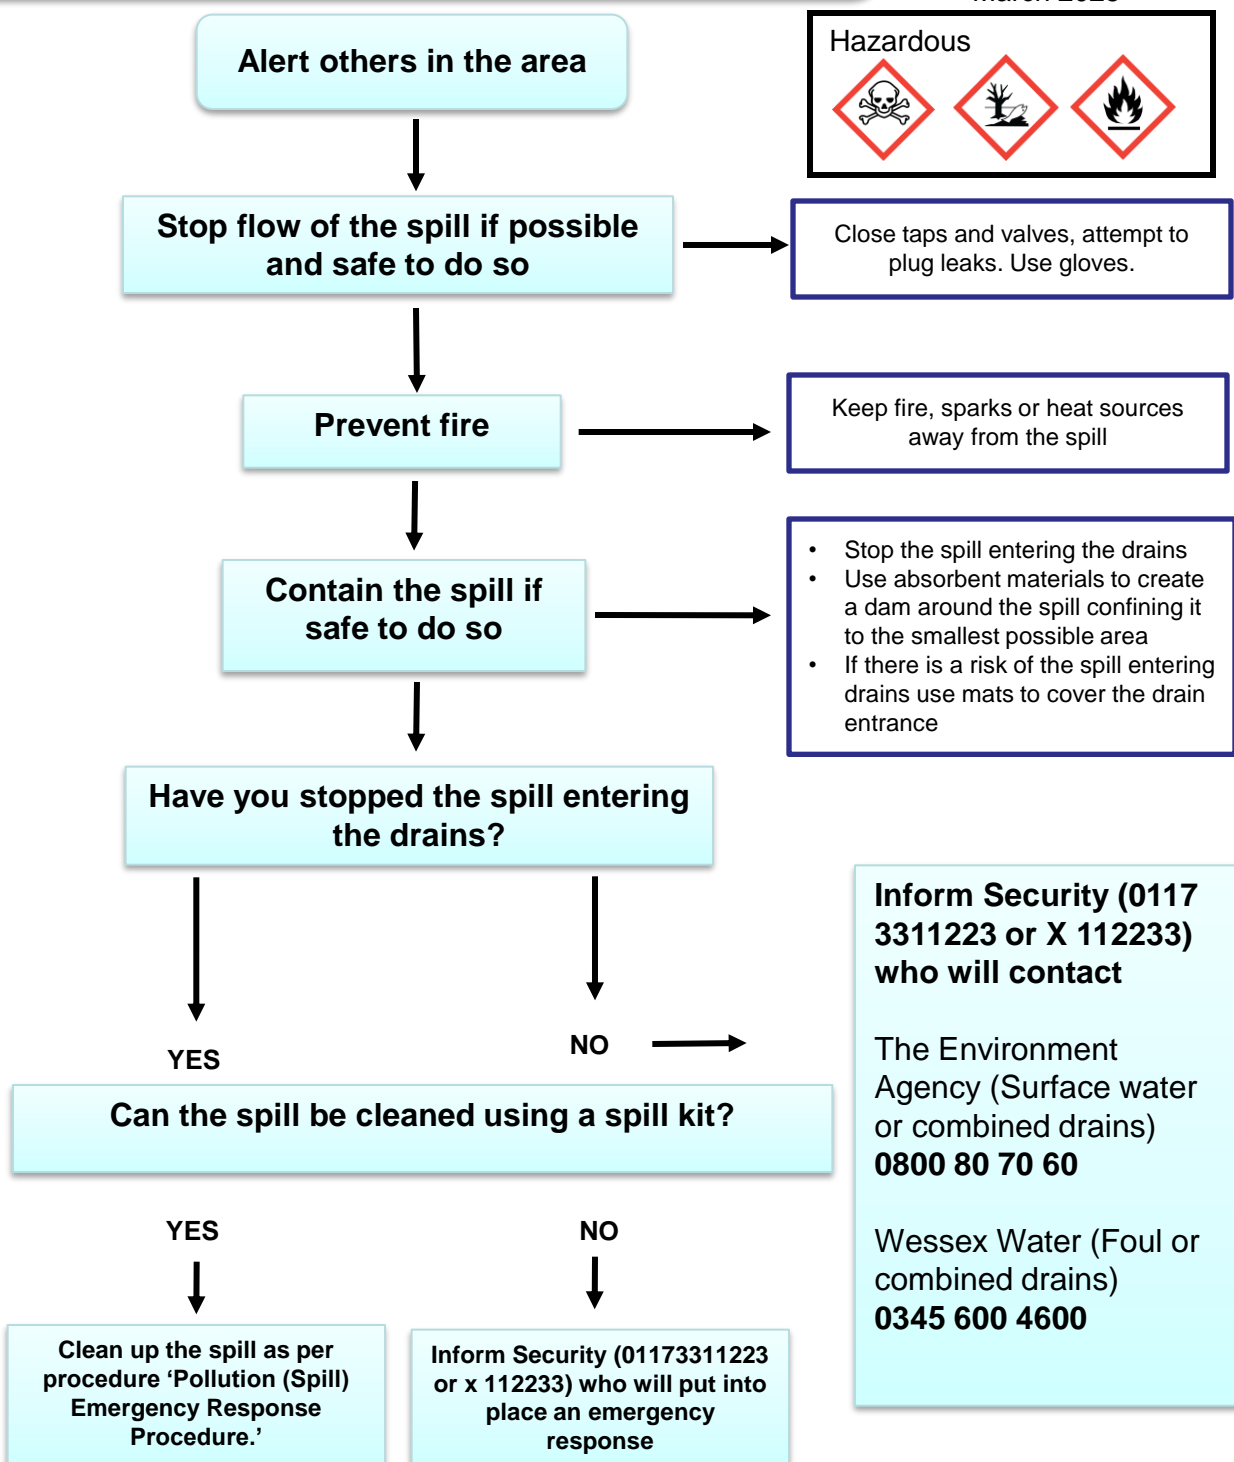 Alert others in the area
Hazardous
Stop flow of the spill if possible
and safe to do so
Close taps and valves, attempt to
plug leaks. Use gloves.
Prevent fire
Keep fire, sparks or heat sources
away from the spill
Contain the spill if
safe to do so
• Stop the spill entering the drains
• Use absorbent materials to create
a dam around the spill confining it
to the smallest possible area
• If there is a risk of the spill entering
drains use mats to cover the drain
entrance
Have you stopped the spill entering
the drains?
YES
NO
Inform Security (0117
3311223 or X 112233)
who will contact
The Environment
Agency (Surface water
or combined drains)
0800 80 70 60
Wessex Water (Foul or
combined drains)
0345 600 4600
Can the spill be cleaned using a spill kit?
YES
NO
Clean up the spill as per
procedure ‘Pollution (Spill)
Emergency Response
Procedure.’
Inform Security (01173311223
or x 112233) who will put into
place an emergency
response